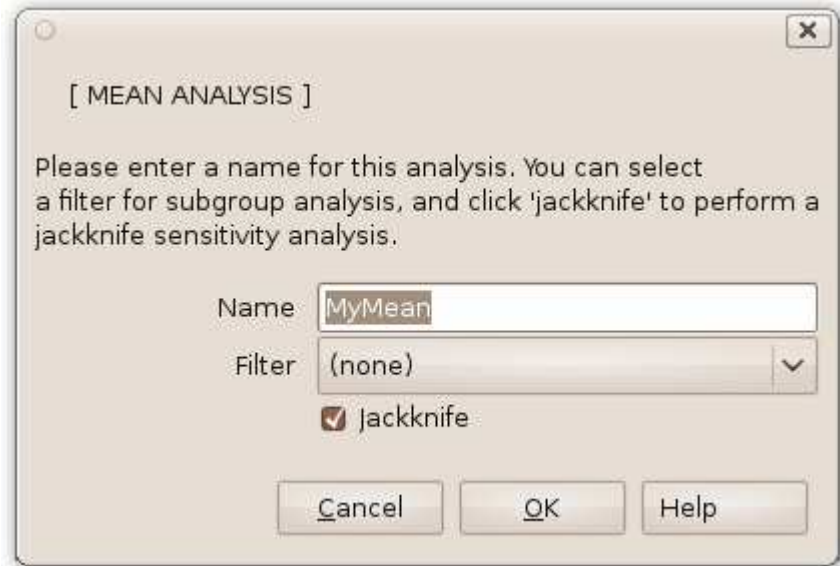 [ MEAN ANALYSIS ]
Please enter a name for this analysis. You can select
a filter for subgroup analysis, and click 'jackknife' to perform a
jackknife sensitivity analysis.
Name MyMean
Filter (none)
Jackknife
Cancel OK Help